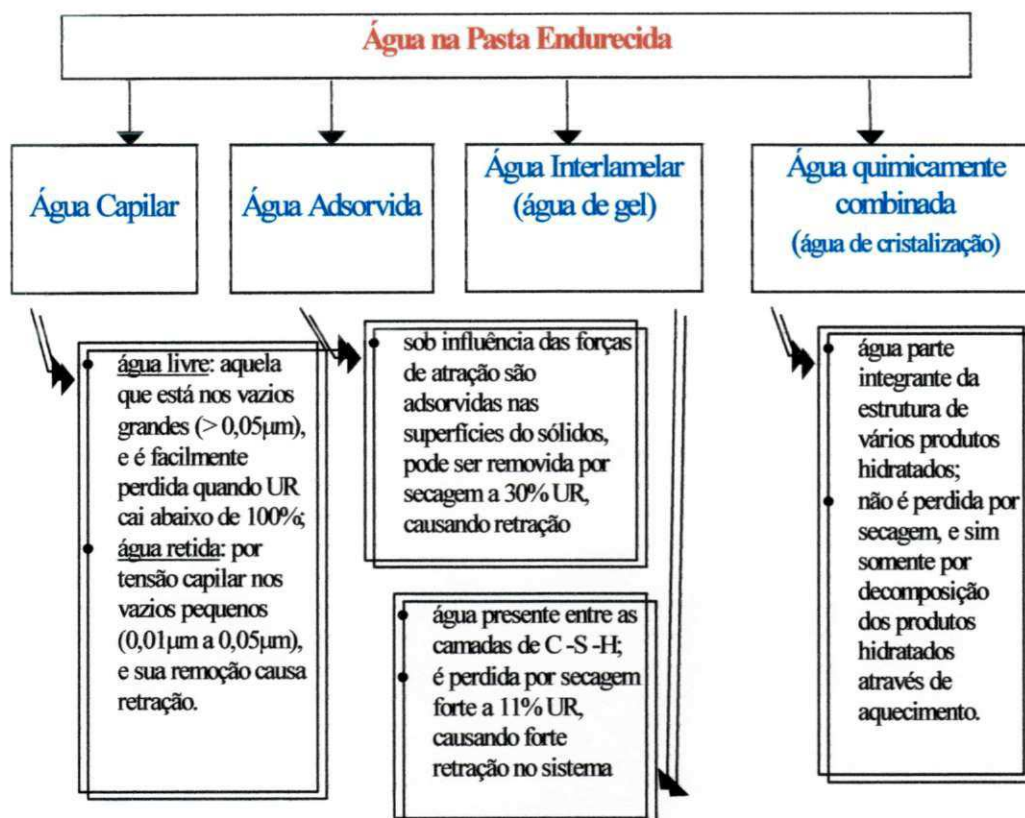 Água na Pasta Endurecida
Água Capilar
Água Adsorvida
Água Interlamelar
(água de gel)
Água quimicamente
combinada
(água de cristalização)
• água livre: aquela
que está nos vazios
grandes (> 0,05µm),
e é facilmente
perdida quando UR
cai abaixo de 100%;
• água retida: por
tensão capilar nos
vazios pequenos
(0,01µm a 0,05µm),
e sua remoção causa
retração.
• sob influência das forças
de atração são
adsorvidas nas
superfícies do sólidos,
pode ser removida por
secagem a 30% UR,
causando retração
• água presente entre as
camadas de C -S -H;
• é perdida por secagem
forte a 11% UR,
causando forte
retração no sistema
• água parte
integrante da
estrutura de
vários produtos
hidratados;
• não é perdida por
secagem, e sim
somente por
decomposição
dos produtos
hidratados
através de
aquecimento.